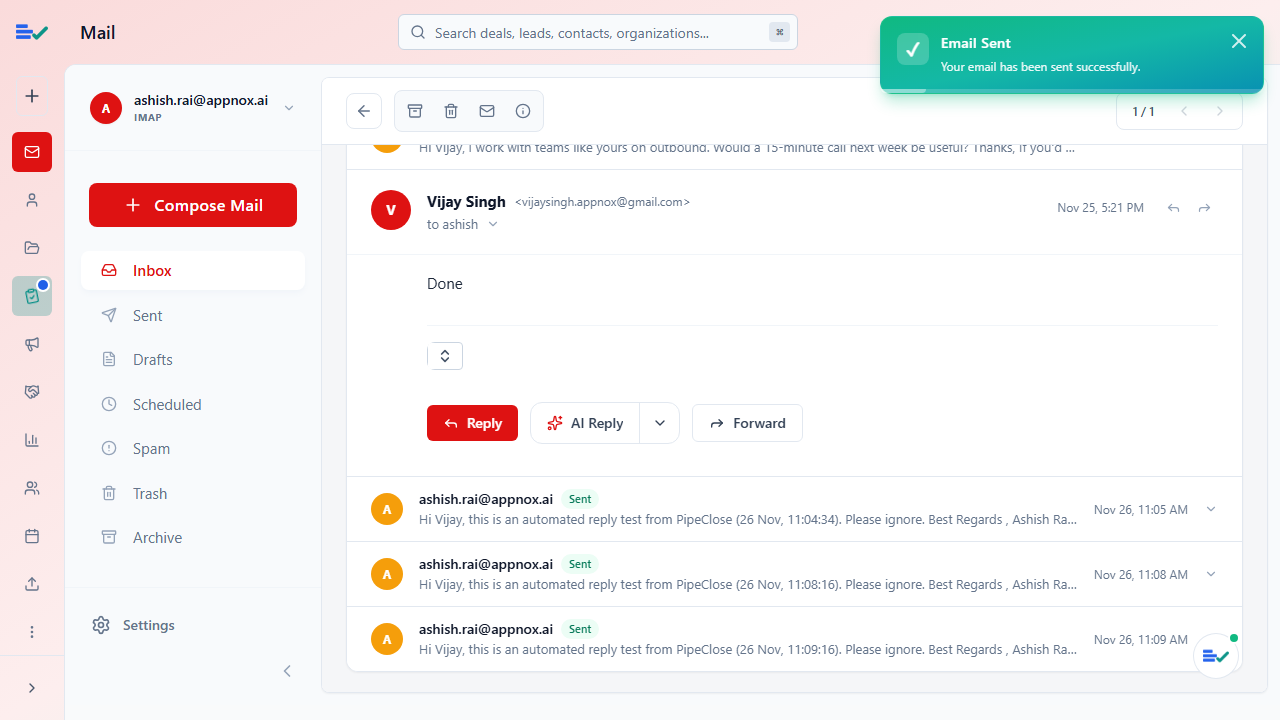 Mail
Search deals, leads, contacts, organizations...
⌘
Email Sent
Your email has been sent successfully.
A
ashish.rai@appnox.ai
IMAP
Compose Mail
Inbox
Sent
Drafts
Scheduled
Spam
Trash
Archive
Settings
1 / 1
Hi Vijay, I work with teams like yours on outbound. Would a 15-minute call next week be useful? Thanks, if you'd ...
V
Vijay Singh <vijaysingh.appnox@gmail.com>
to ashish
Nov 25, 5:21 PM
Done
Reply
AI Reply
Forward
A
ashish.rai@appnox.ai Sent
Hi Vijay, this is an automated reply test from PipeClose (26 Nov, 11:04:34). Please ignore. Best Regards , Ashish Ra...
Nov 26, 11:05 AM
A
ashish.rai@appnox.ai Sent
Hi Vijay, this is an automated reply test from PipeClose (26 Nov, 11:08:16). Please ignore. Best Regards , Ashish Ra...
Nov 26, 11:08 AM
A
ashish.rai@appnox.ai Sent
Hi Vijay, this is an automated reply test from PipeClose (26 Nov, 11:09:16). Please ignore. Best Regards , Ashish Ra...
Nov 26, 11:09 AM